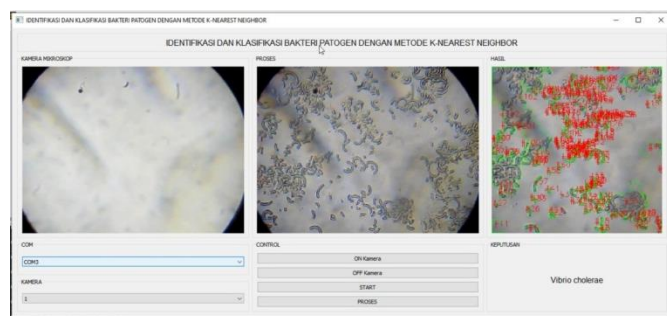 IDENTIFIKASI DAN KLASIFIKASI BAKTERI PATOGEN DENGAN METODE K-NEAREST NEIGHBOR
IDENTIFIKASI DAN KLASIFIKASI BAKTERI PATOGEN DENGAN METODE K-NEAREST NEIGHBOR
KAMERA MIKROSKOP
PROSES
HASIL
COM
COM3
KAMERA
1
CONTROL
ON Kamera
OFF Kamera
START
PROSES
KEPUTUSAN
Vibrio cholerae